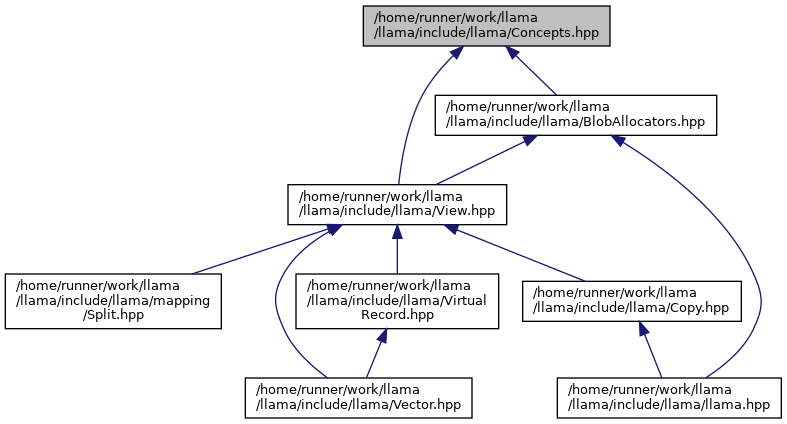 /home/runner/work/llama
/llama/include/llama/Concepts.hpp
/home/runner/work/llama
/llama/include/llama/BlobAllocators.hpp
/home/runner/work/llama
/llama/include/llama/View.hpp
/home/runner/work/llama
/llama/include/llama/mapping
/Split.hpp
/home/runner/work/llama
/llama/include/llama/Virtual
Record.hpp
/home/runner/work/llama
/llama/include/llama/Copy.hpp
/home/runner/work/llama
/llama/include/llama/Vector.hpp
/home/runner/work/llama
/llama/include/llama/llama.hpp